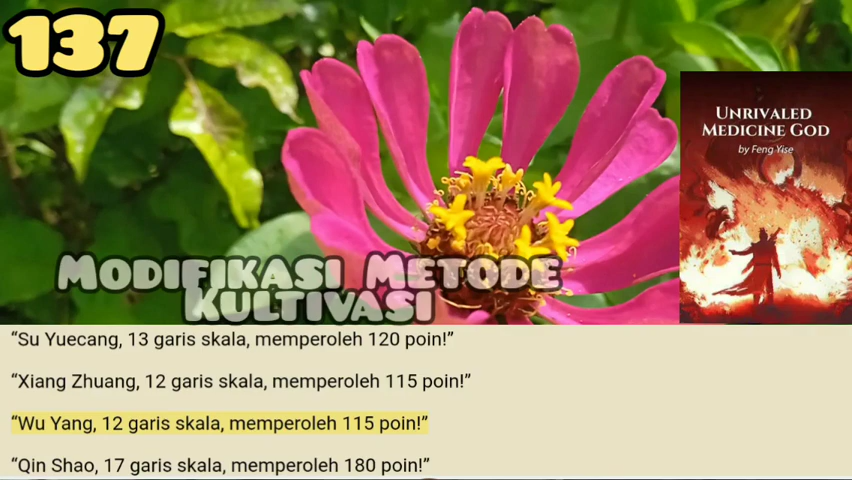 137
UNRIVALED
MEDICINE GOD
by Feng Yise
MODIFIKASI METODE
KULTIVASI
“Su Yuecang, 13 garis skala, memperoleh 120 poin!”
“Xiang Zhuang, 12 garis skala, memperoleh 115 poin!”
“Wu Yang, 12 garis skala, memperoleh 115 poin!”
“Qin Shao, 17 garis skala, memperoleh 180 poin!”